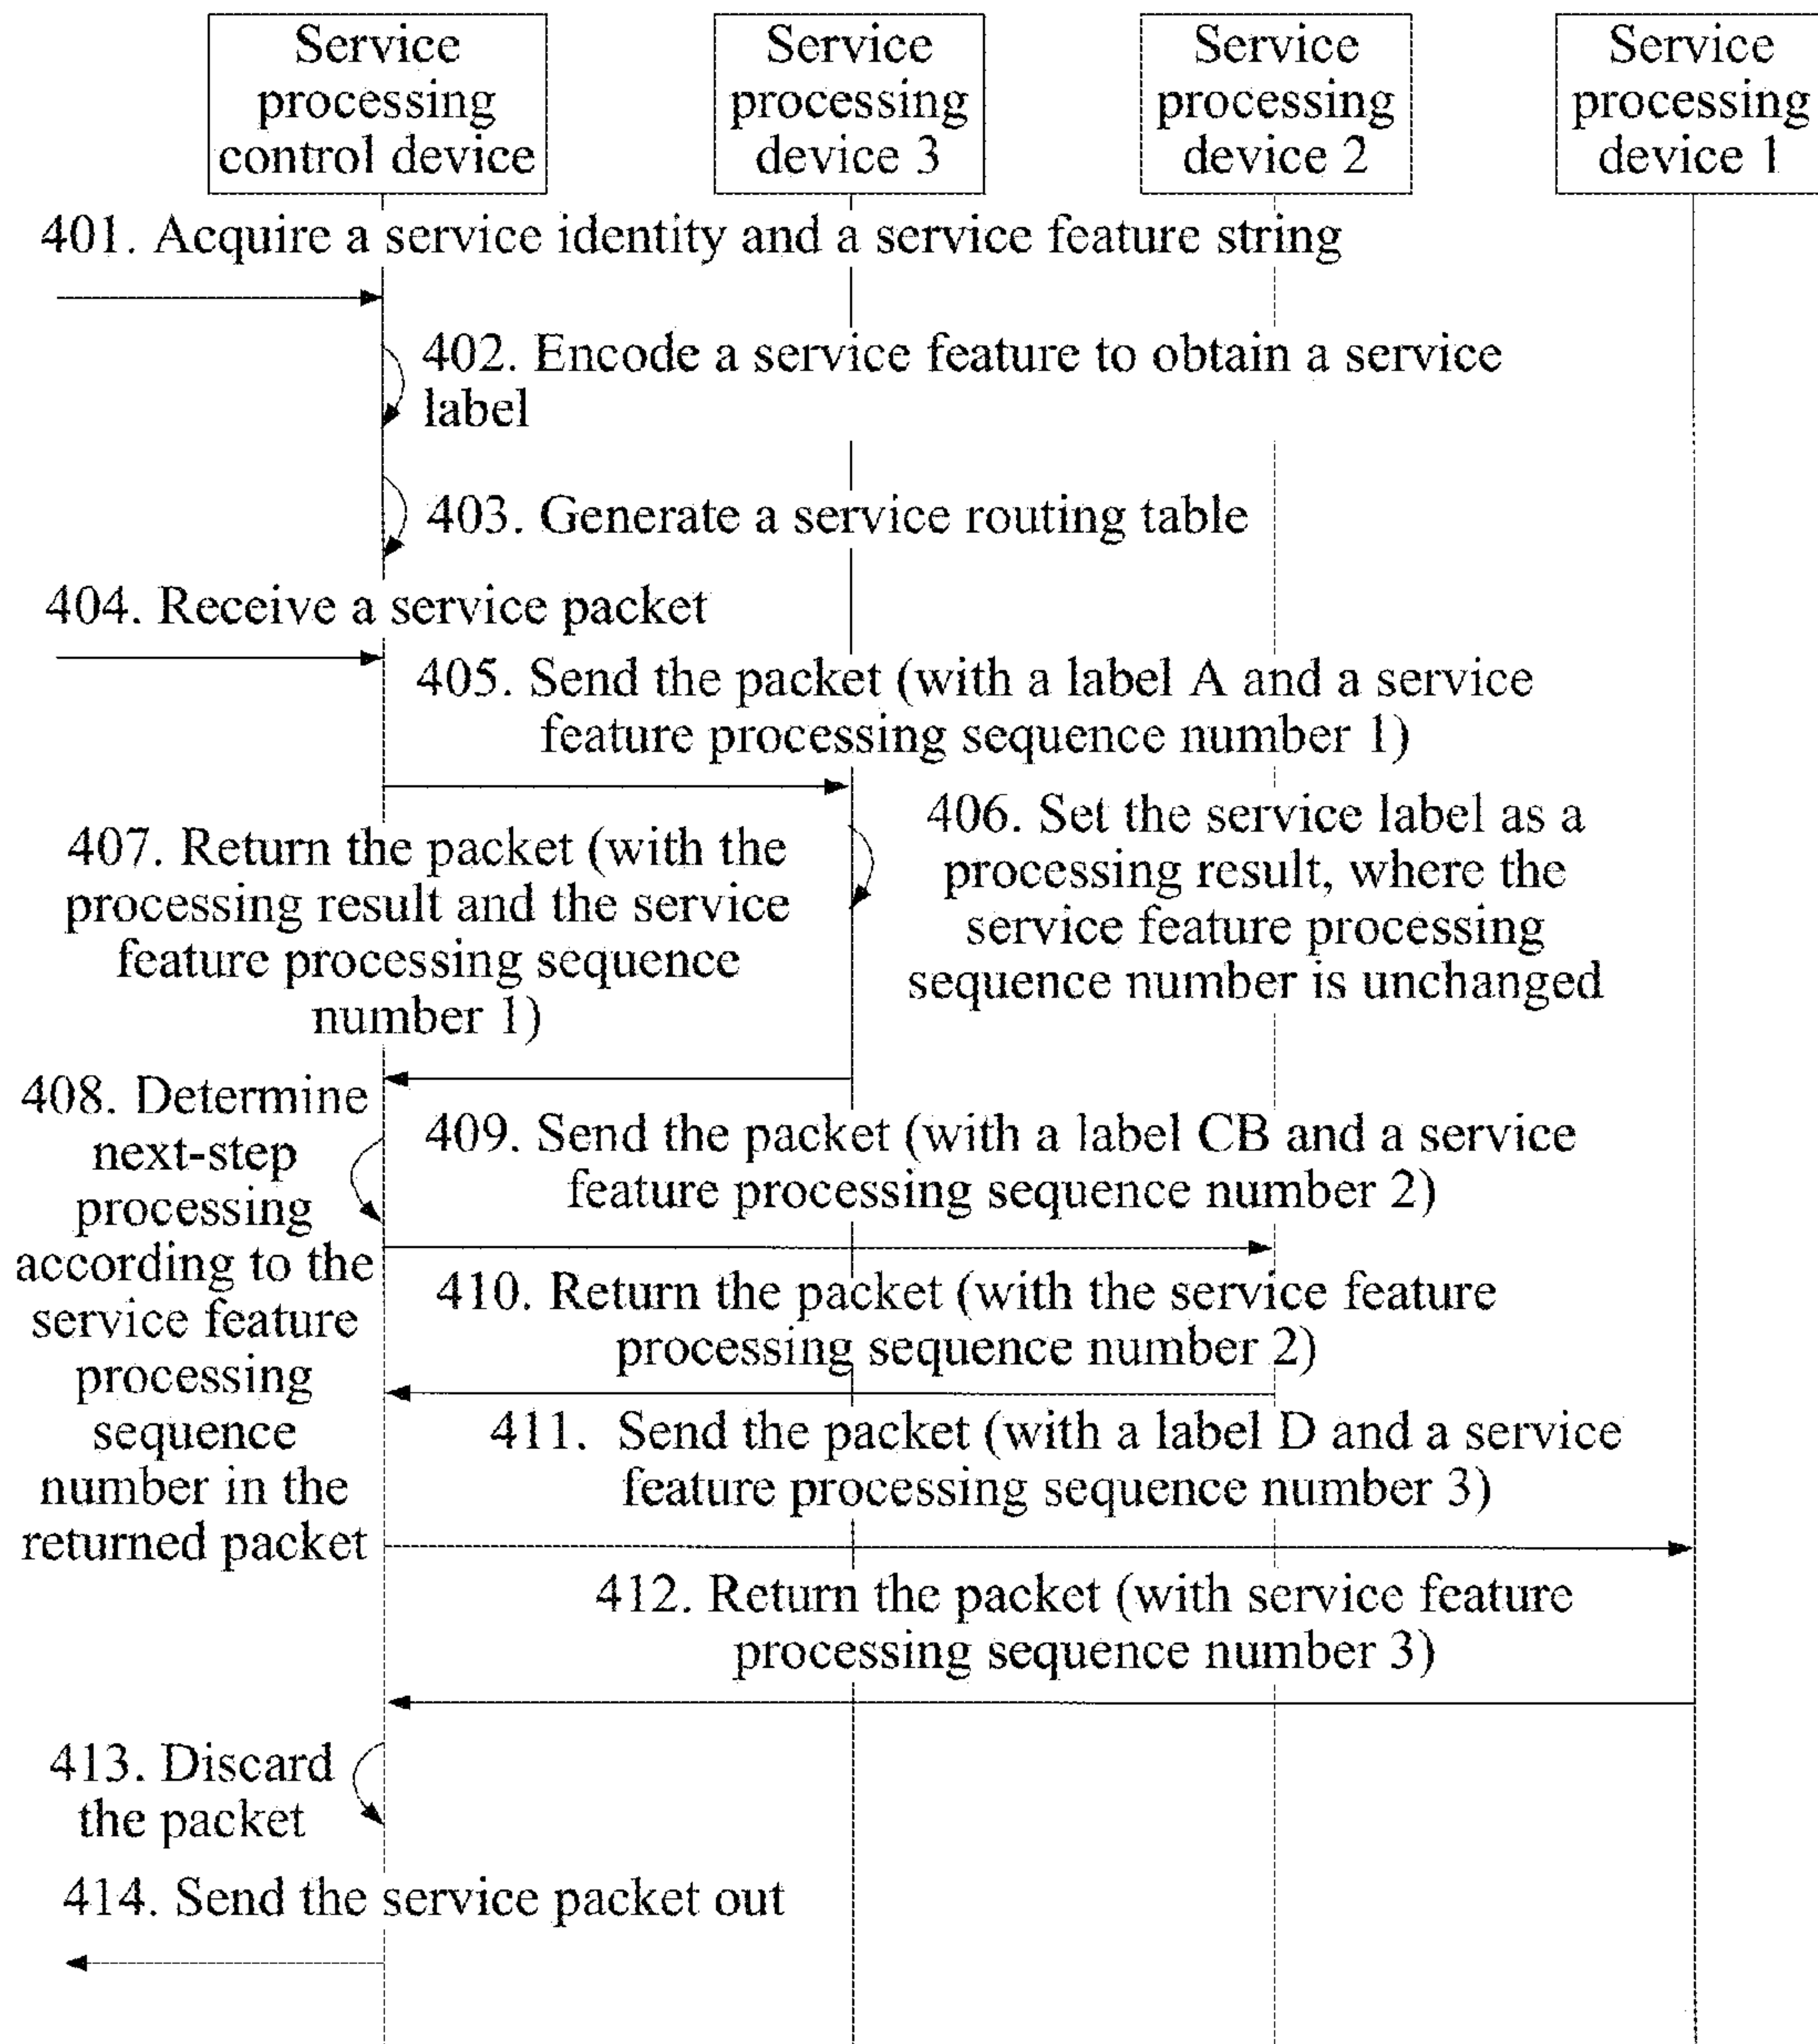 Service
processing
control device
Service
processing
device 3
Service
processing
device 2
Service
processing
device 1
401. Acquire a service identity and a service feature string
402. Encode a service feature to obtain a service
label
403. Generate a service routing table
404. Receive a service packet
405. Send the packet (with a label A and a service
feature processing sequence number 1)
406. Set the service label as a
processing result, where the
service feature processing
sequence number is unchanged
407. Return the packet (with the
processing result and the service
feature processing sequence
number 1)
408. Determine
next-step
processing
according to the
service feature
processing
sequence
number in the
returned packet
409. Send the packet (with a label CB and a service
feature processing sequence number 2)
410. Return the packet (with the service feature
processing sequence number 2)
411. Send the packet (with a label D and a service
feature processing sequence number 3)
412. Return the packet (with service feature
processing sequence number 3)
413. Discard
the packet
414. Send the service packet out